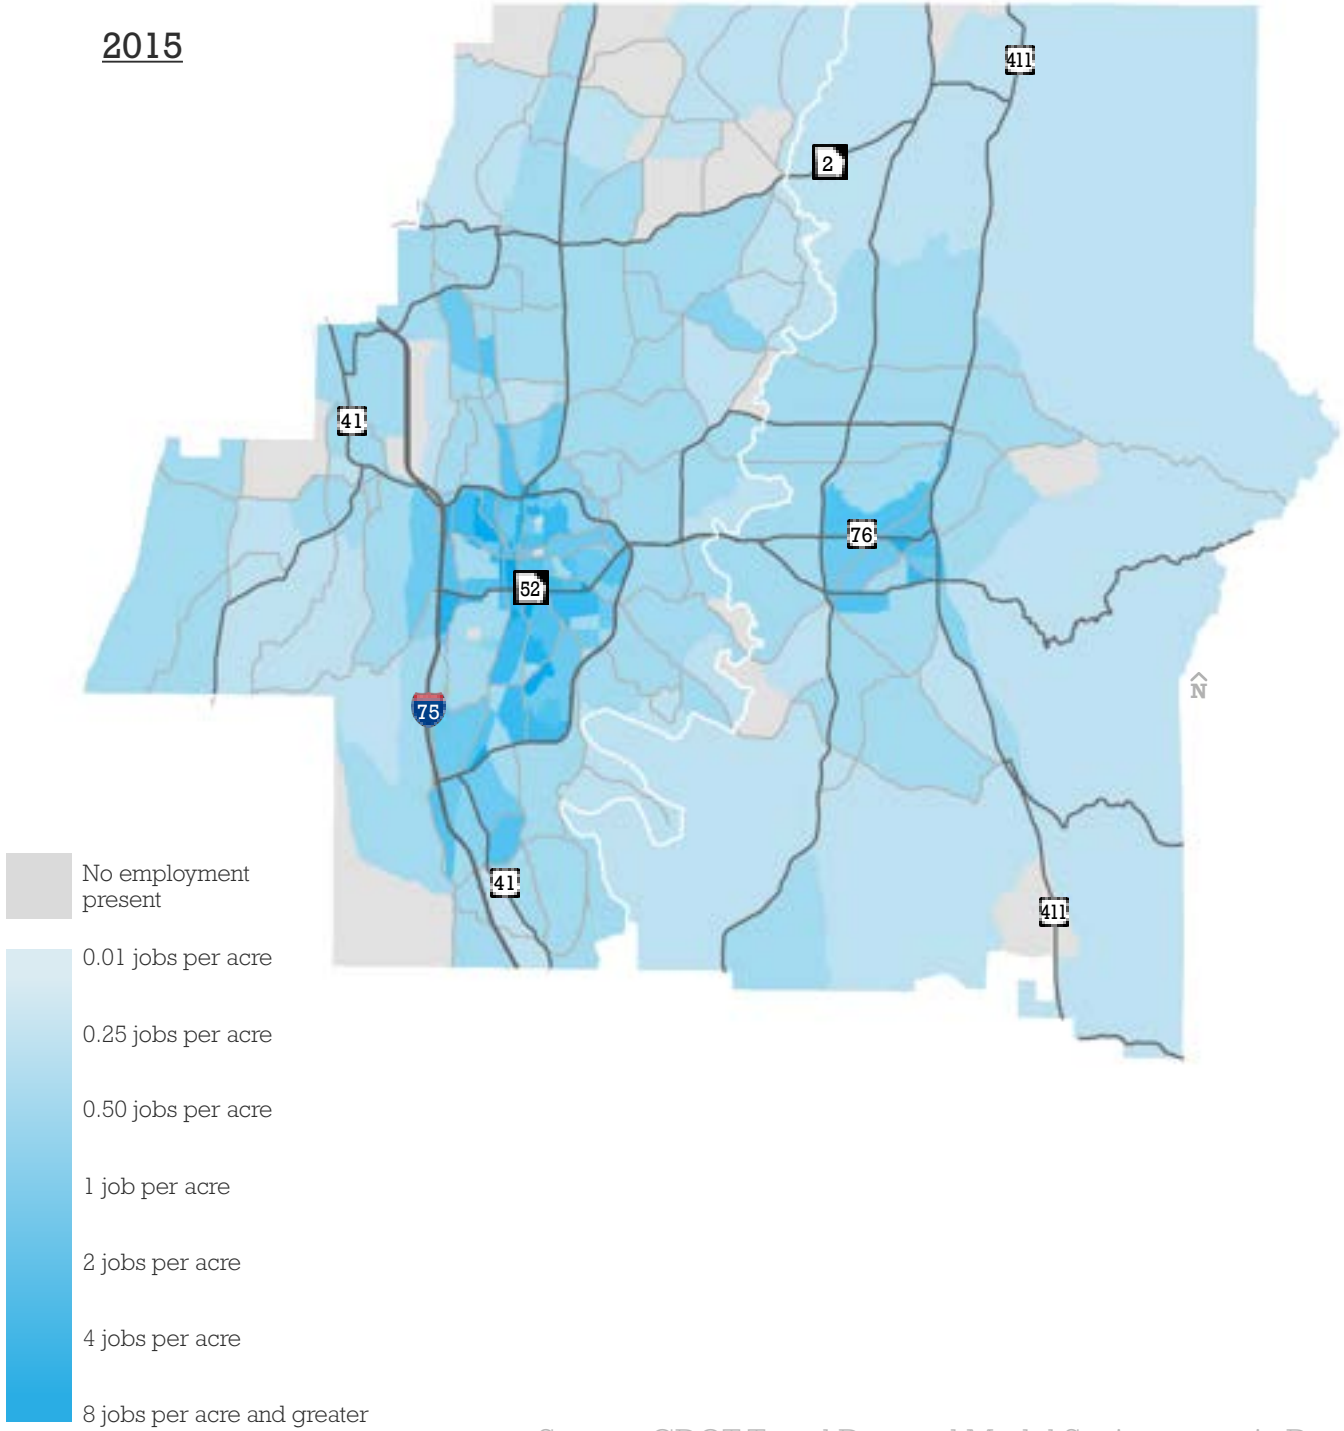 2015
411
2
41
76
52
N
75
No employment
present
41
411
0.01 jobs per acre
0.25 jobs per acre
0.50 jobs per acre
1 job per acre
2 jobs per acre
4 jobs per acre
8 jobs per acre and greater